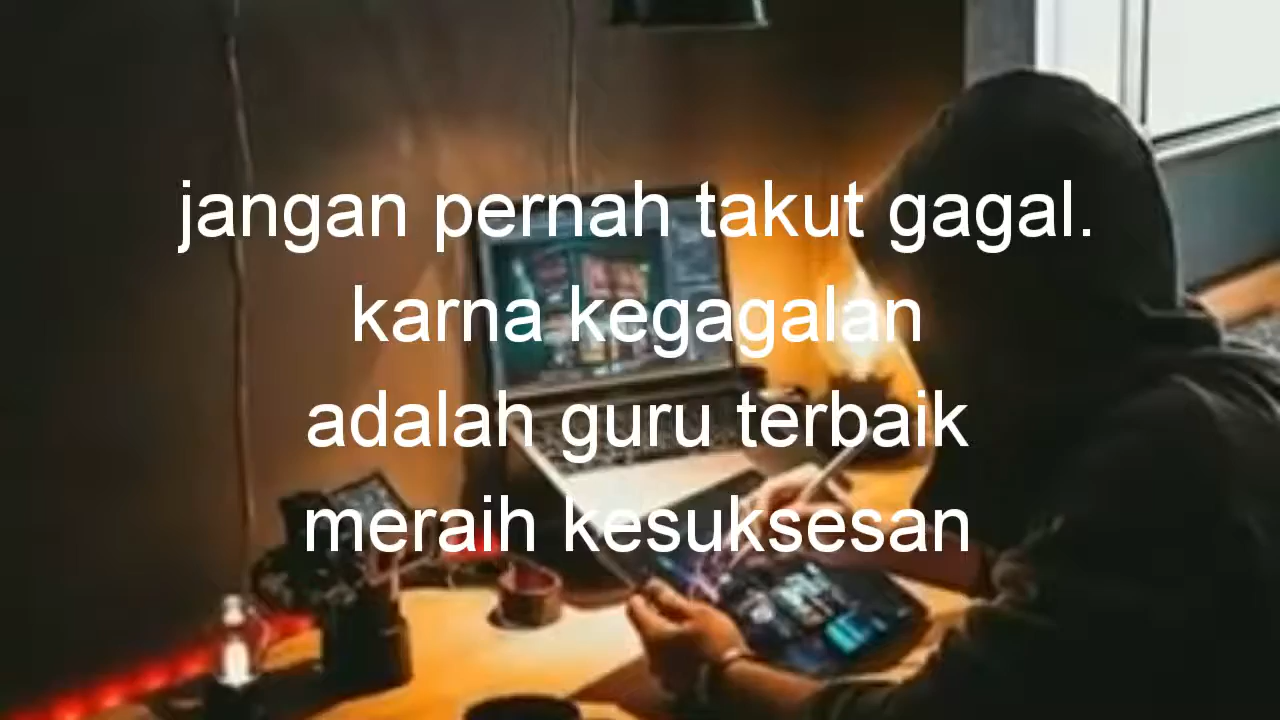 jangan pernah takut gagal.
karna kegagalan
adalah guru terbaik
meraih kesuksesan